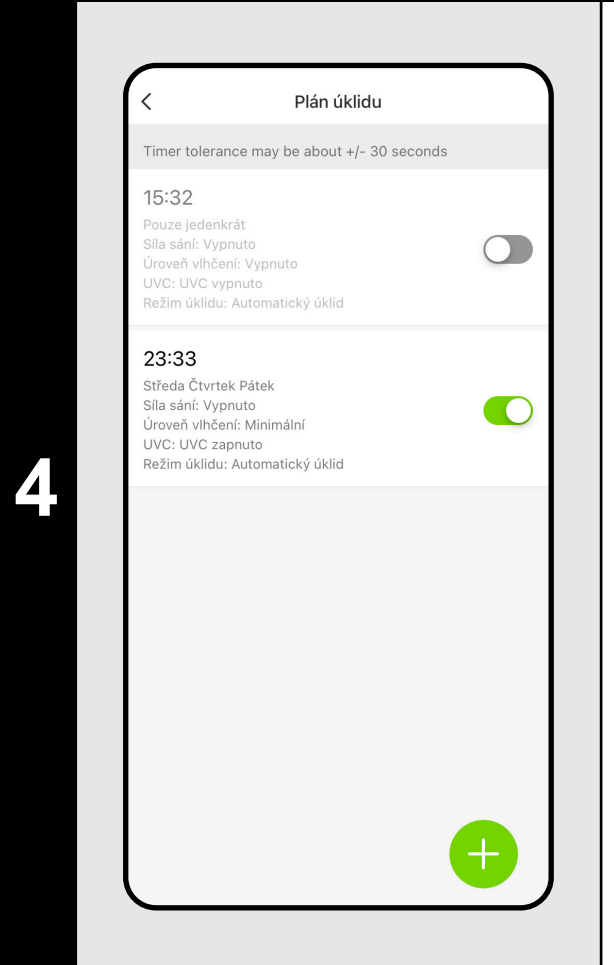 4
Plán úklidu
Timer tolerance may be about +/- 30 seconds
15:32
Pouze jedenkrát
Síla sání: Vypnuto
Úroveň vlhčení: Vypnuto
UVC: UVC vypnuto
Režim úklidu: Automatický úklid
23:33
Středa Čtvrtek Pátek
Síla sání: Vypnuto
Úroveň vlhčení: Minimální
UVC: UVC zapnuto
Režim úklidu: Automatický úklid